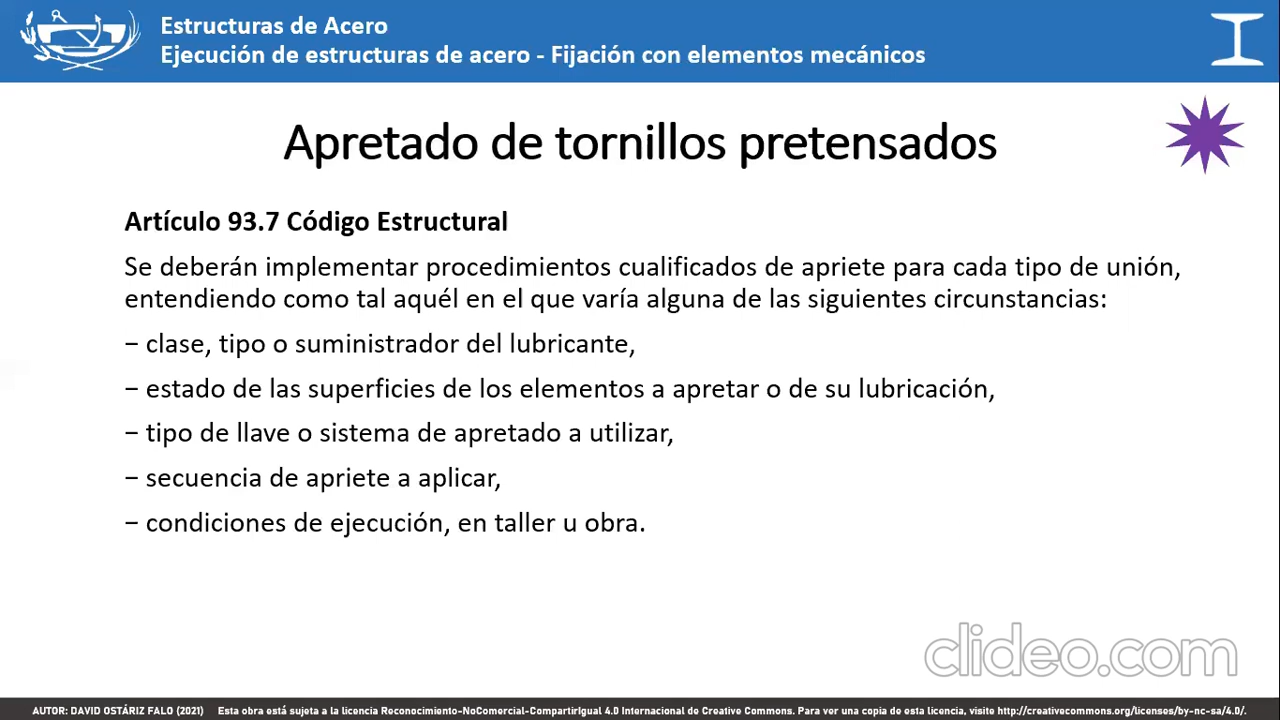 Estructuras de Acero
Ejecución de estructuras de acero - Fijación con elementos mecánicos
Apretado de tornillos pretensados
Artículo 93.7 Código Estructural
Se deberán implementar procedimientos cualificados de apriete para cada tipo de unión,
entendiendo como tal aquél en el que varía alguna de las siguientes circunstancias:
− clase, tipo o suministrador del lubricante,
− estado de las superficies de los elementos a apretar o de su lubricación,
− tipo de llave o sistema de apretado a utilizar,
− secuencia de apriete a aplicar,
− condiciones de ejecución, en taller u obra.
clideo.com
AUTOR: DAVID OSTÁRIZ FALO (2021) Esta obra está sujeta a la licencia Reconocimiento-NoComercial-CompartirIgual 4.0 Internacional de Creative Commons. Para ver una copia de esta licencia, visite http://creativecommons.org/licenses/by-nc-sa/4.0/.